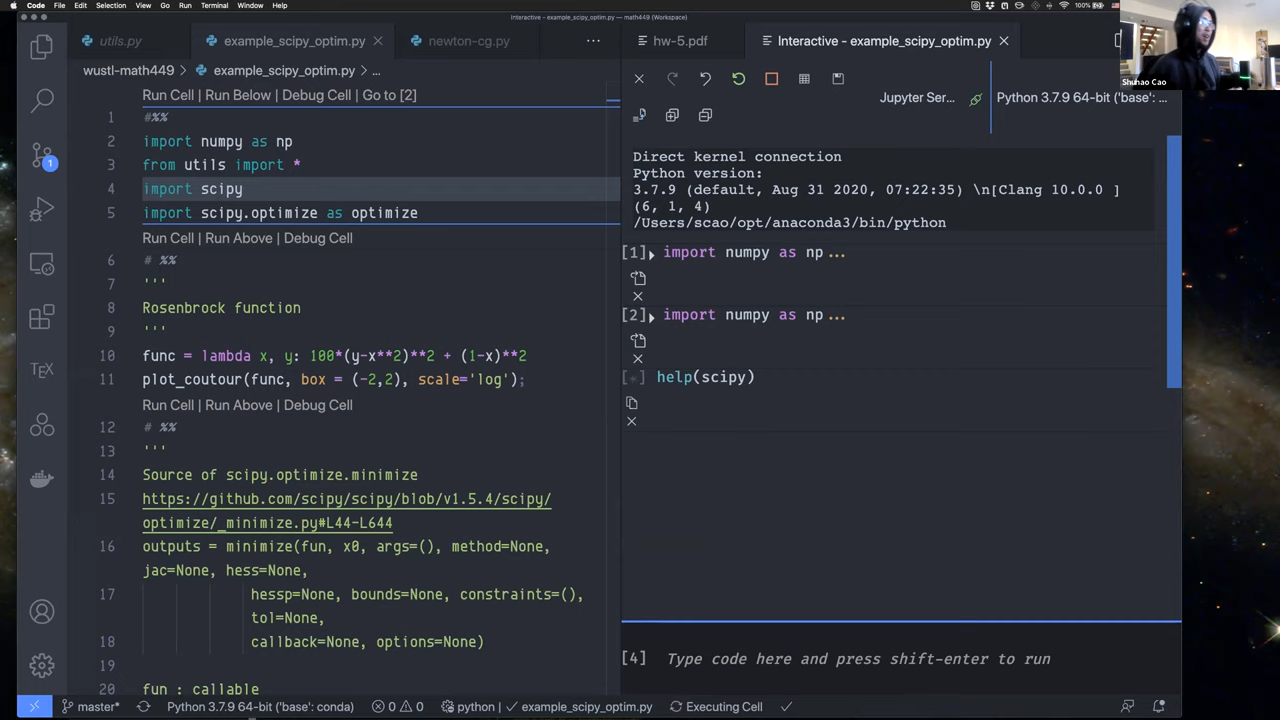 Code File Edit Selection View Go Run Terminal Window Help 100%
Interactive - example_scipy_optim.py — math449 (Workspace)
utils.py example_scipy_optim.py newton-cg.py ...
hw-5.pdf Interactive - example_scipy_optim.py
Shuhao Cao
wustl-math449 > example_scipy_optim.py > ...
Jupyter Ser... Python 3.7.9 64-bit ('base': ...
Run Cell | Run Below | Debug Cell | Go to [2]
1 #%%
2 import numpy as np
3 from utils import *
4 import scipy
5 import scipy.optimize as optimize
Run Cell | Run Above | Debug Cell
6 # %%
7 '''
8 Rosenbrock function
9 '''
10 func = lambda x, y: 100*(y-x**2)**2 + (1-x)**2
11 plot_coutour(func, box = (-2,2), scale='log');
Run Cell | Run Above | Debug Cell
12 # %%
13 '''
14 Source of scipy.optimize.minimize
15 https://github.com/scipy/scipy/blob/v1.5.4/scipy/
optimize/_minimize.py#L44-L644
16 outputs = minimize(fun, x0, args=(), method=None,
jac=None, hess=None,
17 hessp=None, bounds=None, constraints=(),
tol=None,
18 callback=None, options=None)
19
20 fun : callable
Direct kernel connection
Python version:
3.7.9 (default, Aug 31 2020, 07:22:35) \n[Clang 10.0.0 ]
(6, 1, 4)
/Users/scao/opt/anaconda3/bin/python
[1] import numpy as np...
[2] import numpy as np...
[*] help(scipy)
[4] Type code here and press shift-enter to run
1
TEX
master* Python 3.7.9 64-bit ('base': conda) 0 0 python | ✓ example_scipy_optim.py Executing Cell ✓